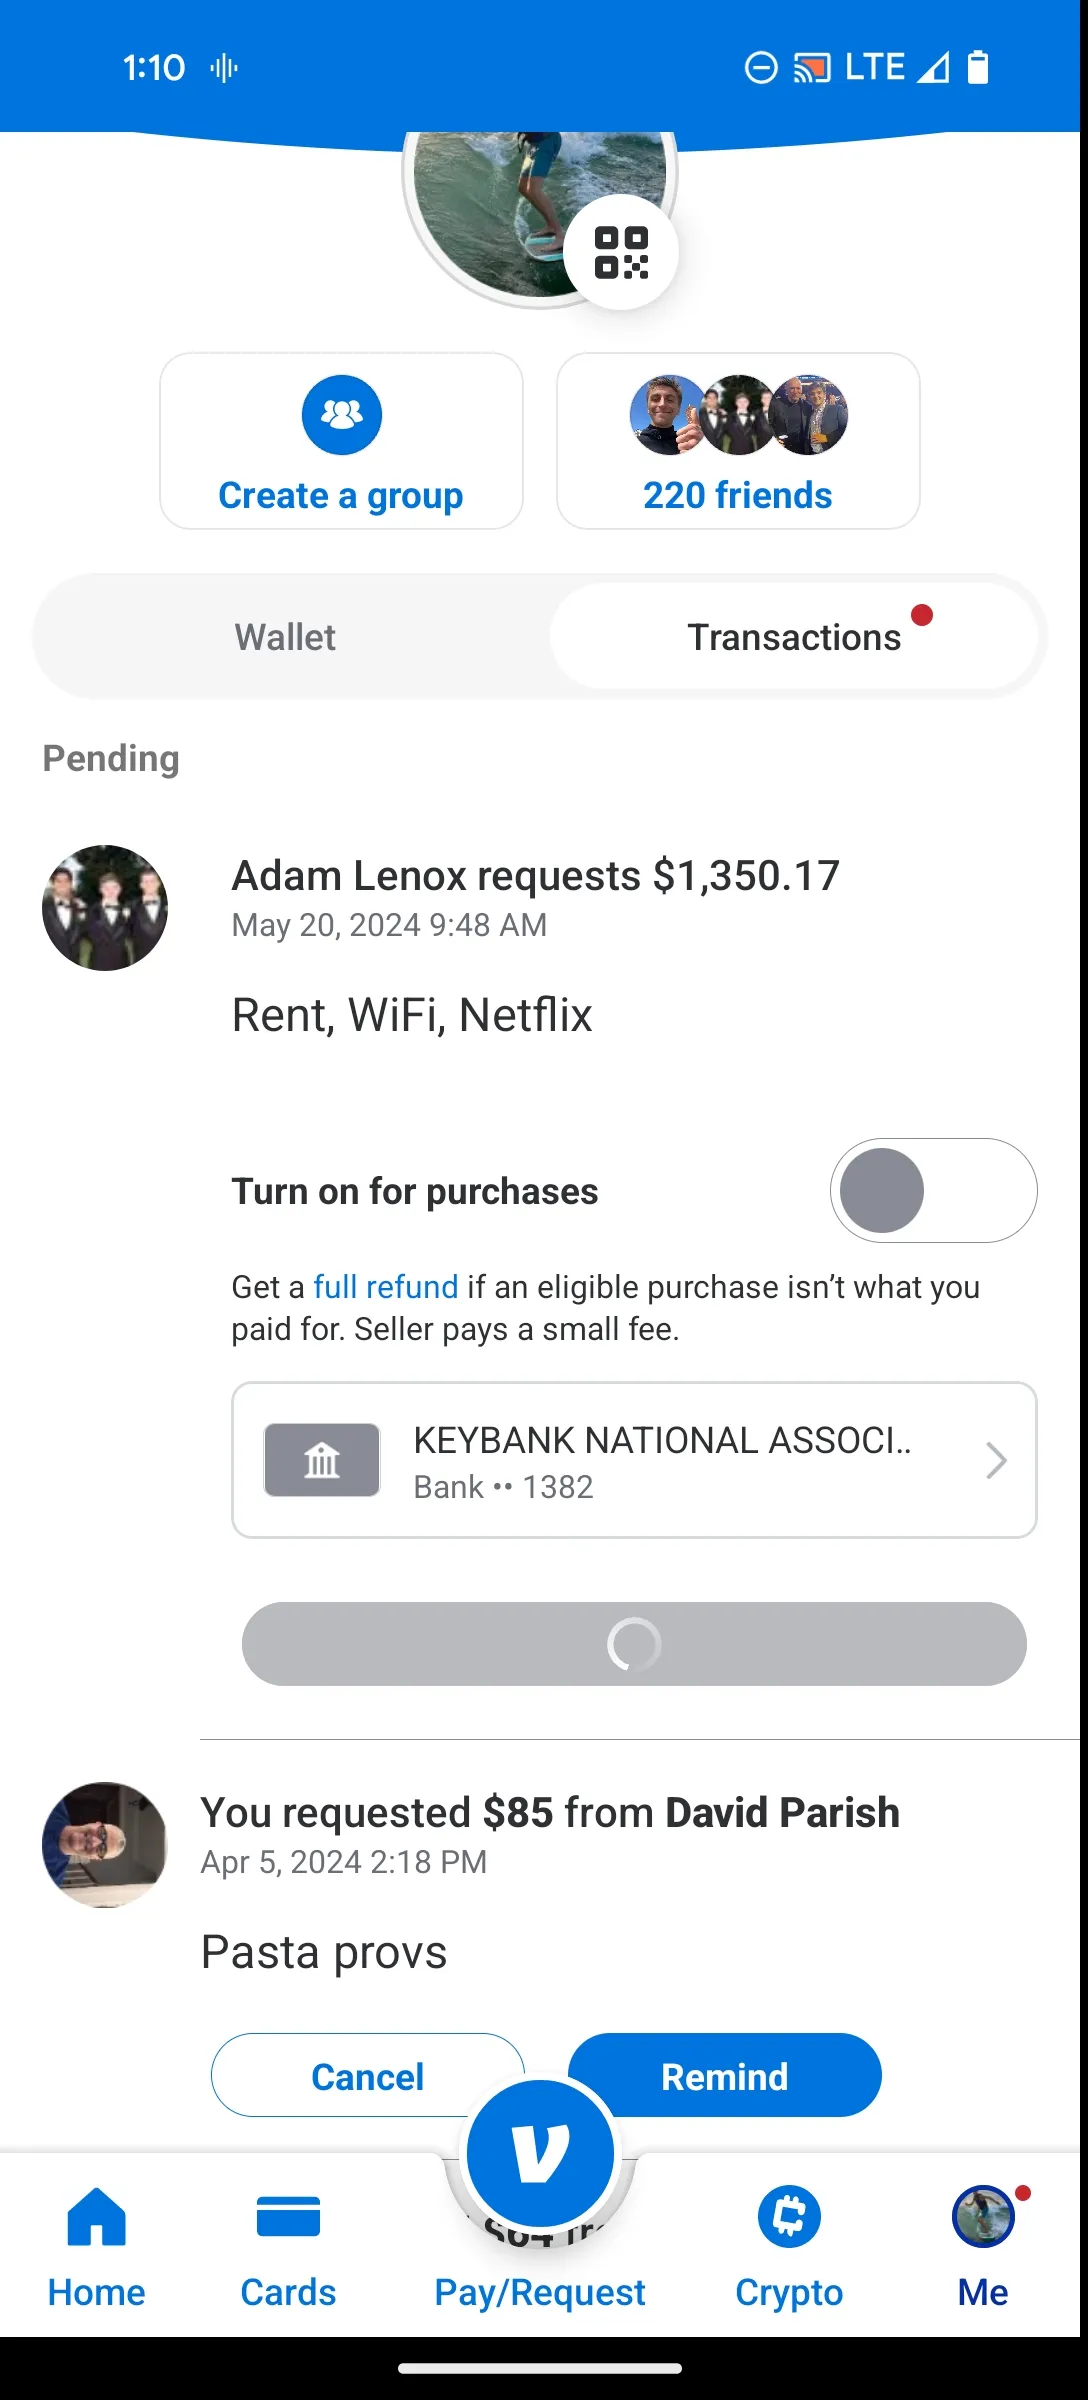 1:10
LTE
Create a group
220 friends
Wallet
Transactions
Pending
Adam Lenox requests $1,350.17
May 20, 2024 9:48 AM
Rent, WiFi, Netflix
Turn on for purchases
Get a full refund if an eligible purchase isn’t what you
paid for. Seller pays a small fee.
KEYBANK NATIONAL ASSOCI..
Bank •• 1382
You requested $85 from David Parish
Apr 5, 2024 2:18 PM
Pasta provs
Cancel
Remind
Home
Cards
Pay/Request
Crypto
Me